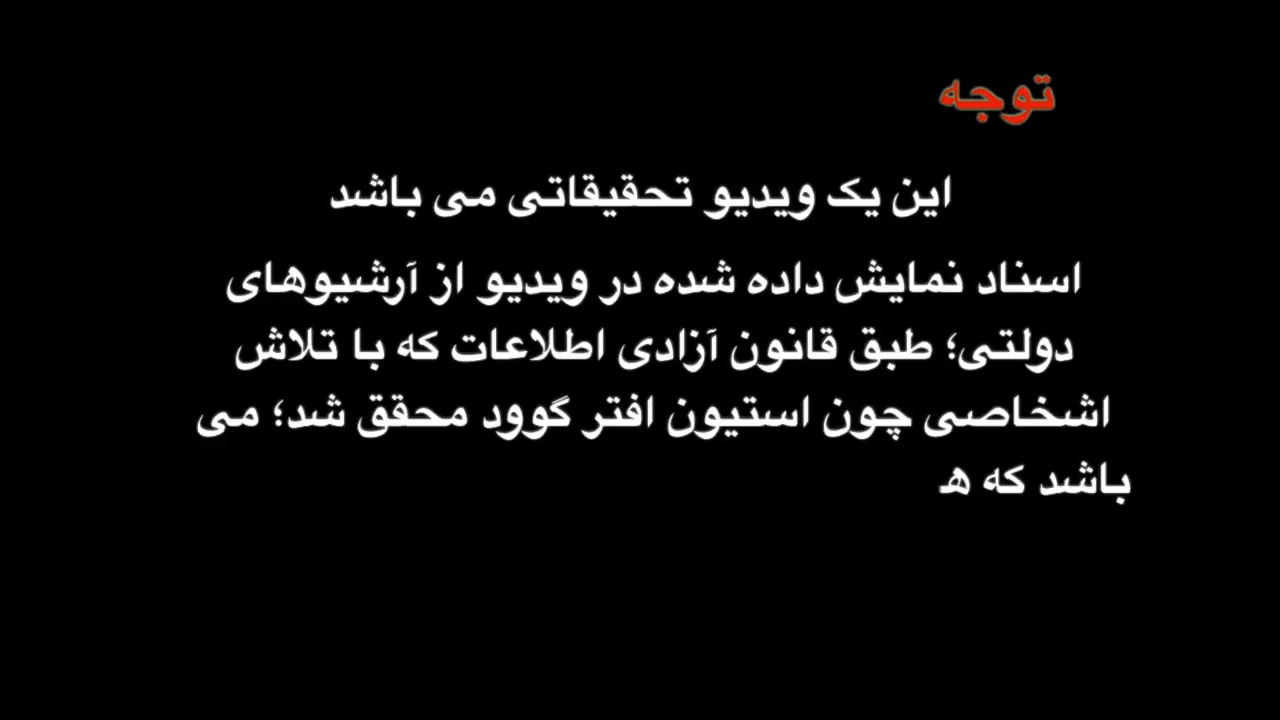 توجه
این یک ویدیو تحقیقاتی می باشد
اسناد نمایش داده شده در ویدیو از آرشیوهای
دولتی؛ طبق قانون آزادی اطلاعات که با تلاش
اشخاصی چون استیون افتر گوود محقق شد؛ می
باشد که ه